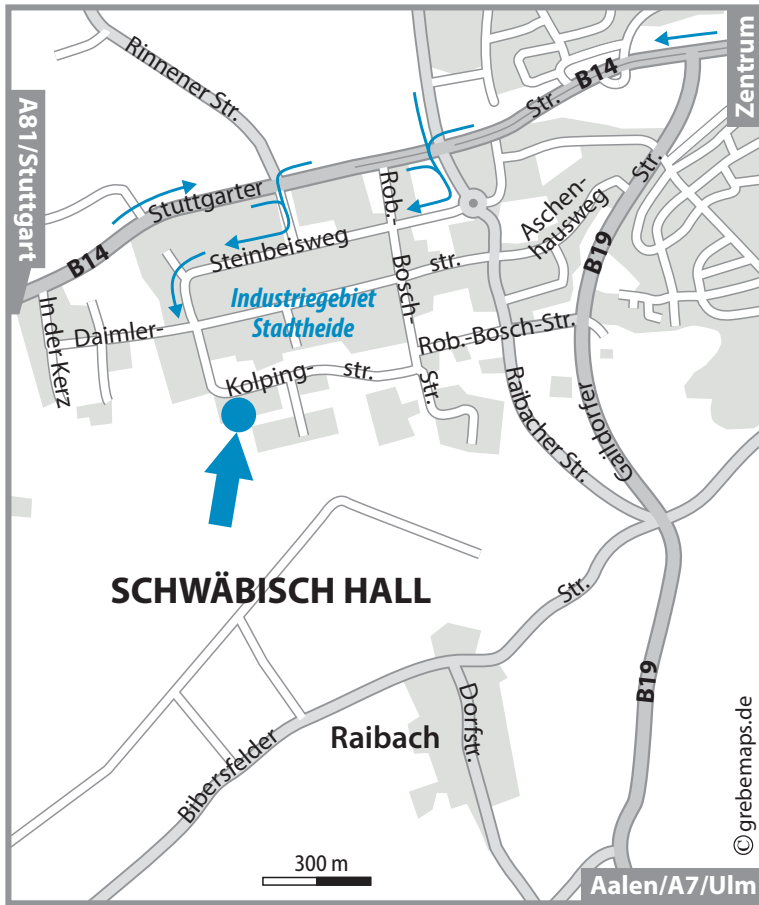 Zentrum
B14
Str.
Rinnener Str.
A81/Stuttgart
Stuttgarter
B14
Rob.-
Bosch-
Str.
Aschen-
hausweg
Str.
B19
Gaildorfer
Steinbeisweg
Industriegebiet
Stadtheide
Daimler-
str.
In der Kerz
Rob.-Bosch-Str.
Kolping-
str.
Raibacher Str.
SCHWÄBISCH HALL
Str.
B19
Raibach
Dorfstr.
Bibersfelder
© grebemaps.de
300 m
Aalen/A7/Ulm